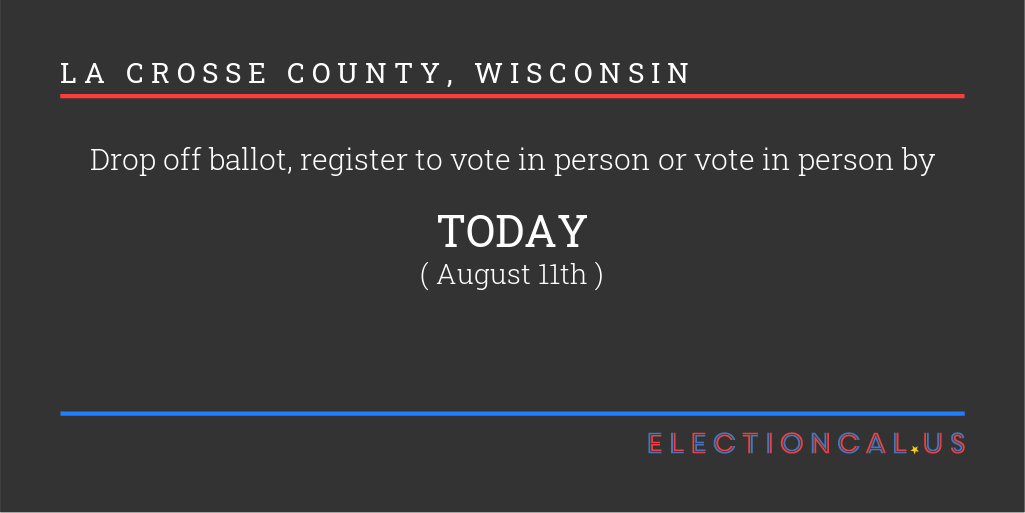 LA CROSSE COUNTY, WISCONSIN
Drop off ballot, register to vote in person or vote in person by
TODAY
( August 11th )
ELECTIONCAL.US